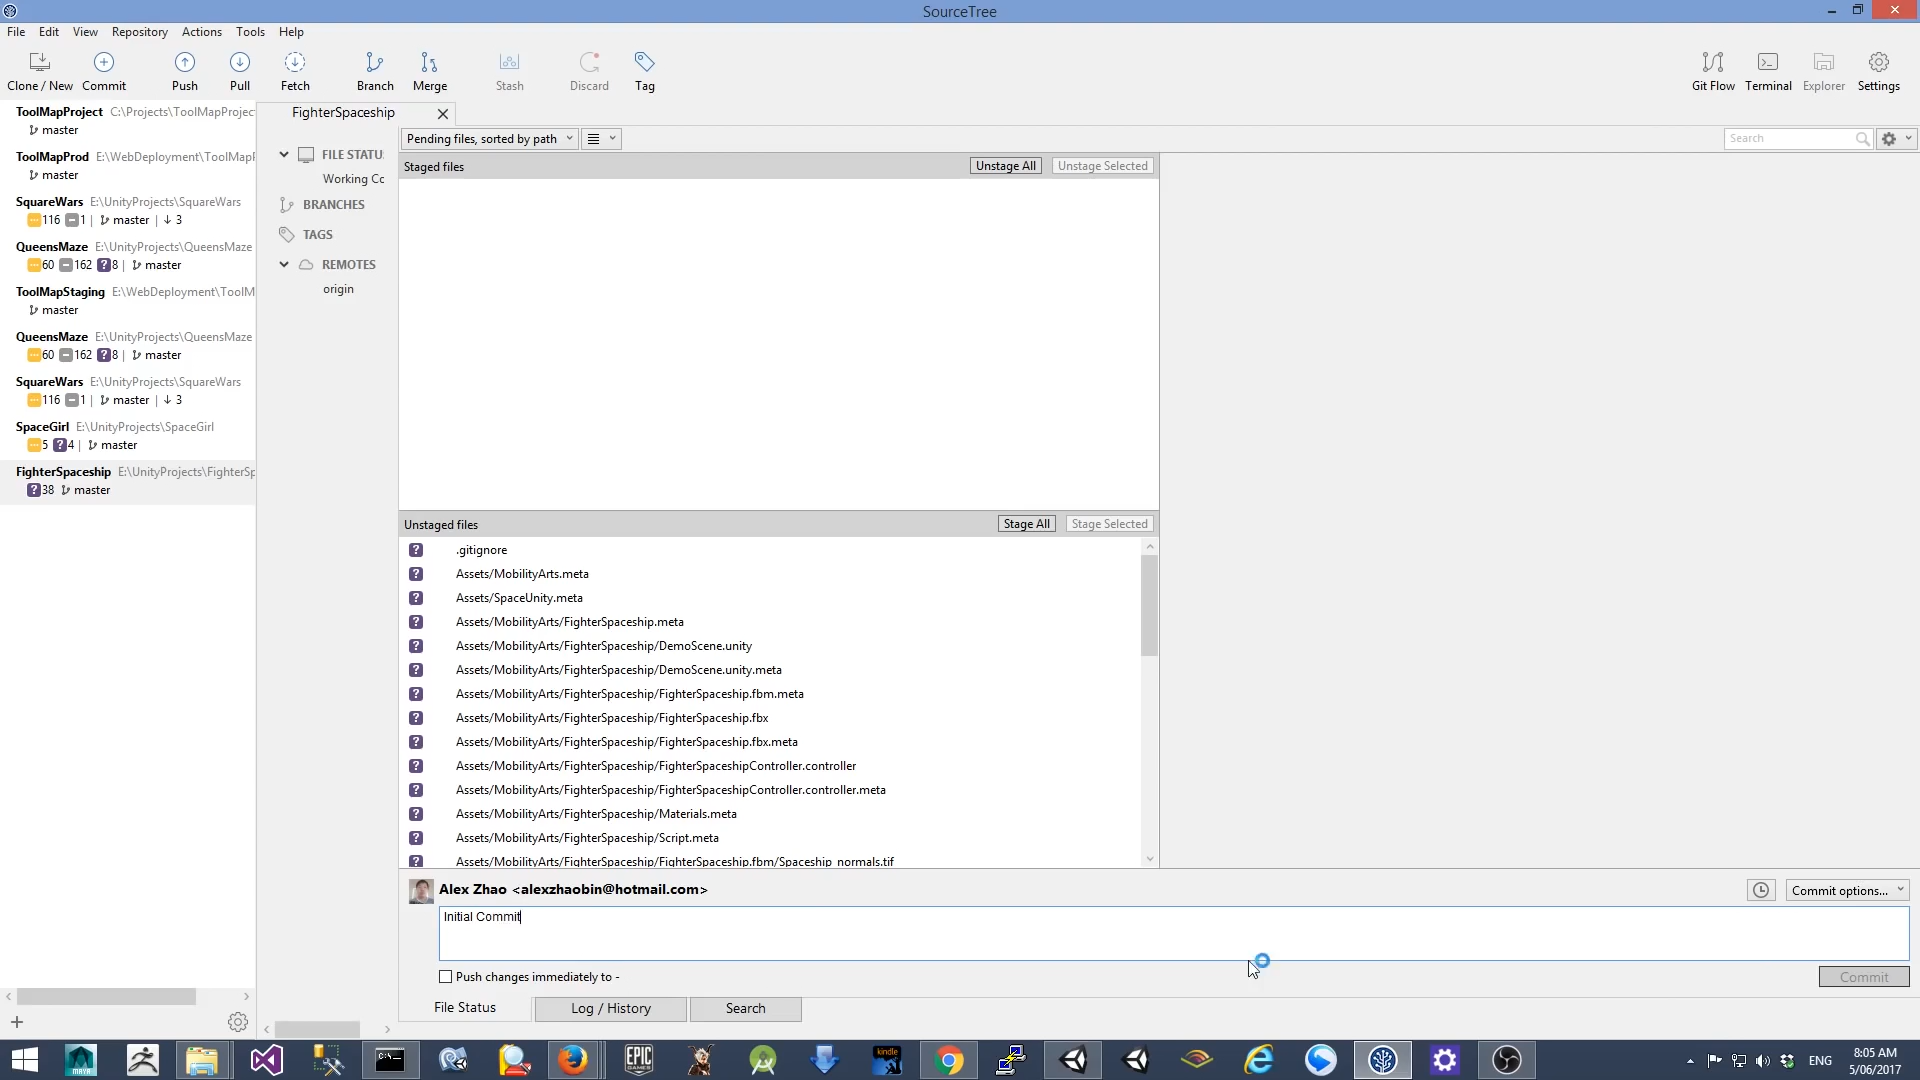 SourceTree
File Edit View Repository Actions Tools Help
Clone / New Commit Push Pull Fetch Branch Merge Stash Discard Tag Git Flow Terminal Explorer Settings
ToolMapProject C:\Projects\ToolMapProjec
master
ToolMapProd E:\WebDeployment\ToolMapl
master
SquareWars E:\UnityProjects\SquareWars
116 1 | master | ↓ 3
QueensMaze E:\UnityProjects\QueensMaze
60 162 ? 8 | master
ToolMapStaging E:\WebDeployment\ToolM
master
QueensMaze E:\UnityProjects\QueensMaze
60 162 ? 8 | master
SquareWars E:\UnityProjects\SquareWars
116 1 | master | ↓ 3
SpaceGirl E:\UnityProjects\SpaceGirl
5 ? 4 | master
FighterSpaceship E:\UnityProjects\FighterSp
? 38 master
FighterSpaceship
FILE STATU
Working Cc
BRANCHES
TAGS
REMOTES
origin
Pending files, sorted by path
Search
Staged files Unstage All Unstage Selected
Unstaged files Stage All Stage Selected
? .gitignore
? Assets/MobilityArts.meta
? Assets/SpaceUnity.meta
? Assets/MobilityArts/FighterSpaceship.meta
? Assets/MobilityArts/FighterSpaceship/DemoScene.unity
? Assets/MobilityArts/FighterSpaceship/DemoScene.unity.meta
? Assets/MobilityArts/FighterSpaceship/FighterSpaceship.fbm.meta
? Assets/MobilityArts/FighterSpaceship/FighterSpaceship.fbx
? Assets/MobilityArts/FighterSpaceship/FighterSpaceship.fbx.meta
? Assets/MobilityArts/FighterSpaceship/FighterSpaceshipController.controller
? Assets/MobilityArts/FighterSpaceship/FighterSpaceshipController.controller.meta
? Assets/MobilityArts/FighterSpaceship/Materials.meta
? Assets/MobilityArts/FighterSpaceship/Script.meta
? Assets/MobilityArts/FighterSpaceship/FighterSpaceship.fbm/Spaceship_normals.tif
Alex Zhao <alexzhaobin@hotmail.com>
Commit options...
Initial Commit
Push changes immediately to -
Commit
File Status Log / History Search
MAYA
C:\
EPIC GAMES
kindle
ENG
8:05 AM
5/06/2017